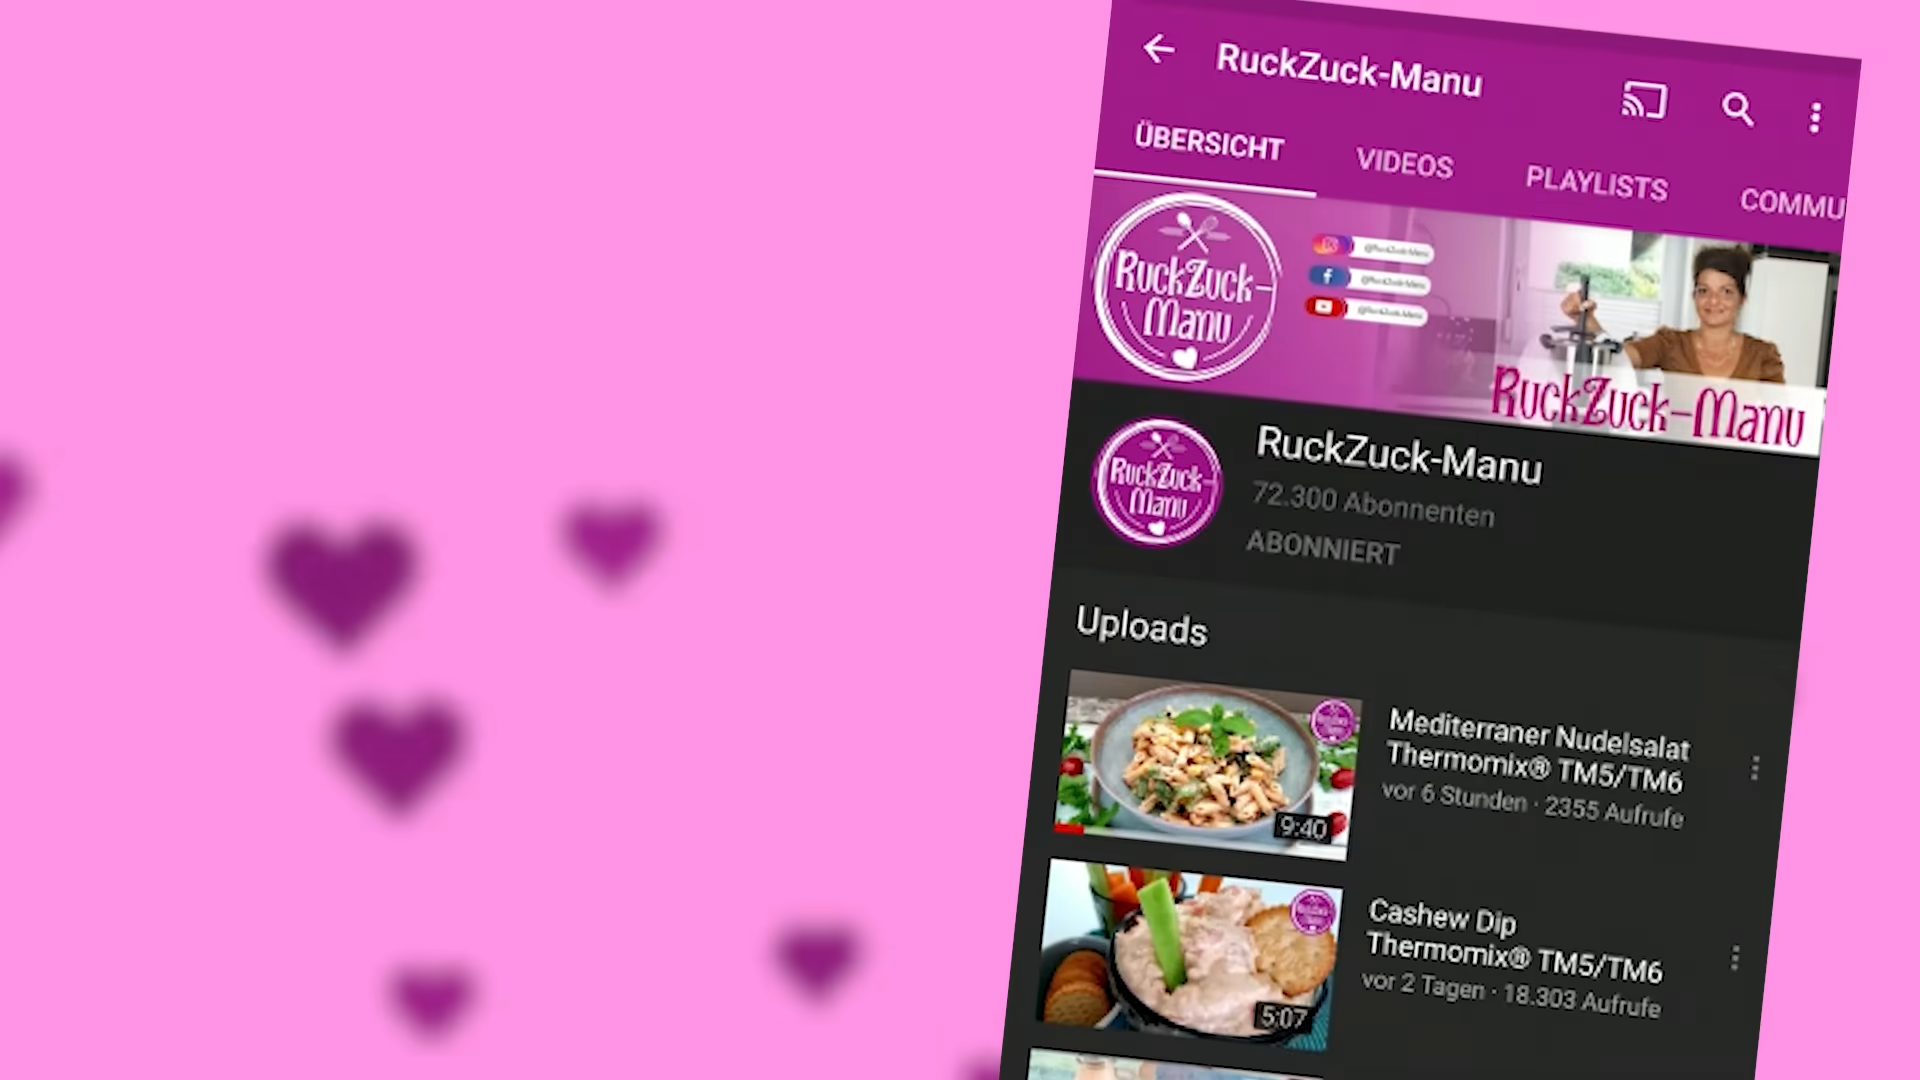 RuckZuck-Manu
ÜBERSICHT
VIDEOS
PLAYLISTS
COMMU
RuckZuck-
Manu
RuckZuck-Manu
RuckZuck-
Manu
RuckZuck-Manu
72.300 Abonnenten
ABONNIERT
Uploads
Mediterraner Nudelsalat
Thermomix® TM5/TM6
vor 6 Stunden · 2355 Aufrufe
9:40
Cashew Dip
Thermomix® TM5/TM6
vor 2 Tagen · 18.303 Aufrufe
5:07